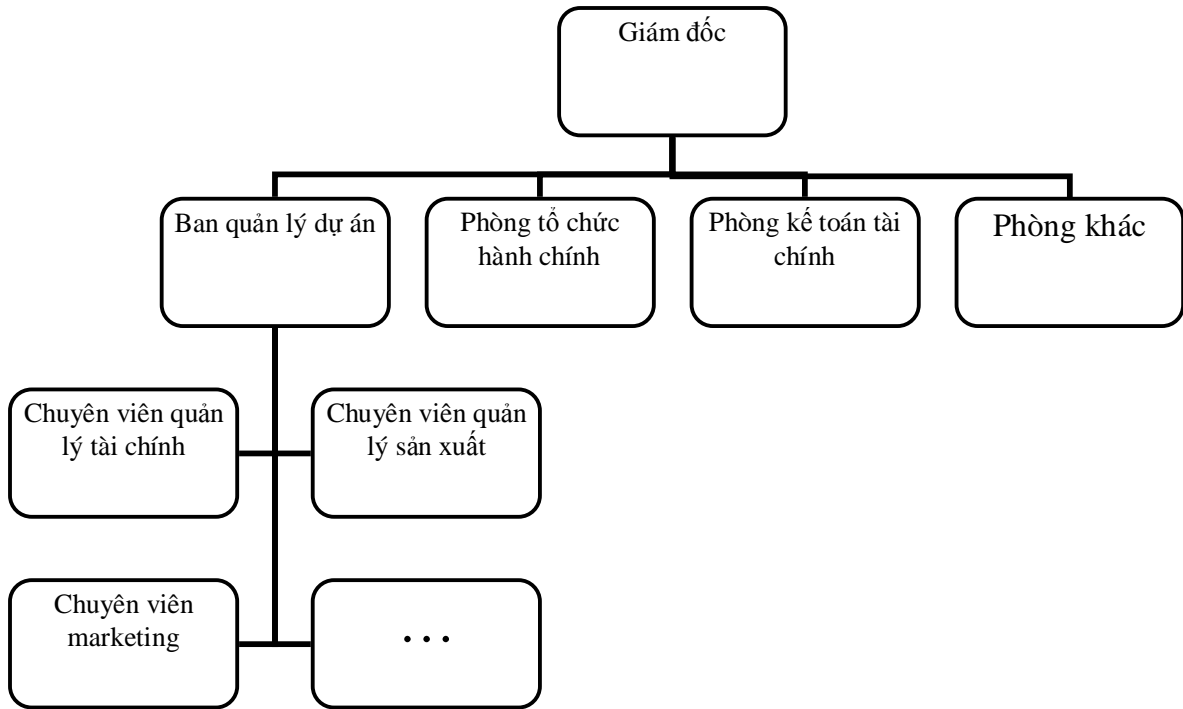 Giám đốc
Ban quản lý dự án
Phòng tổ chức
hành chính
Phòng kế toán tài
chính
Phòng khác
Chuyên viên quản
lý tài chính
Chuyên viên quản
lý sản xuất
Chuyên viên
marketing
...